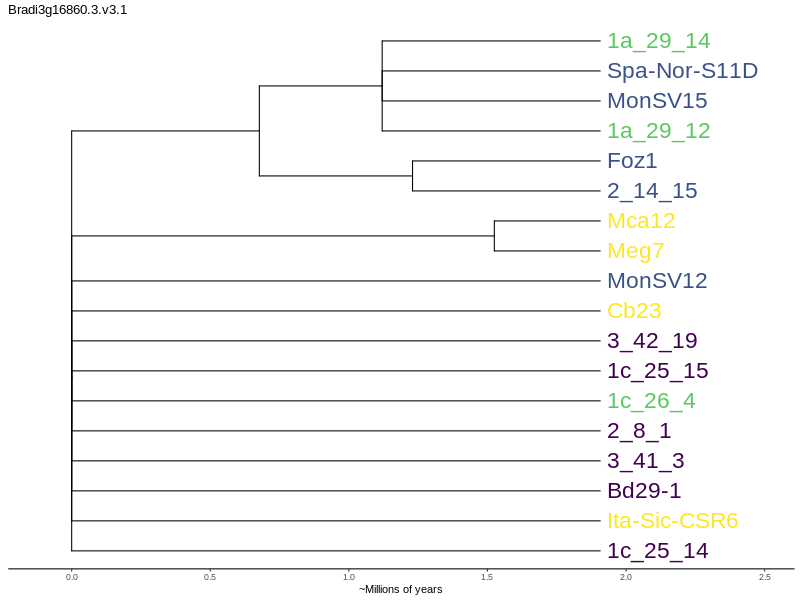 Bradi3g16860.3.v3.1
1a_29_14
Spa-Nor-S11D
MonSV15
1a_29_12
Foz1
2_14_15
Mca12
Meg7
MonSV12
Cb23
3_42_19
1c_25_15
1c_26_4
2_8_1
3_41_3
Bd29-1
Ita-Sic-CSR6
1c_25_14
0.0 0.5 1.0 1.5 2.0 2.5
~Millions of years